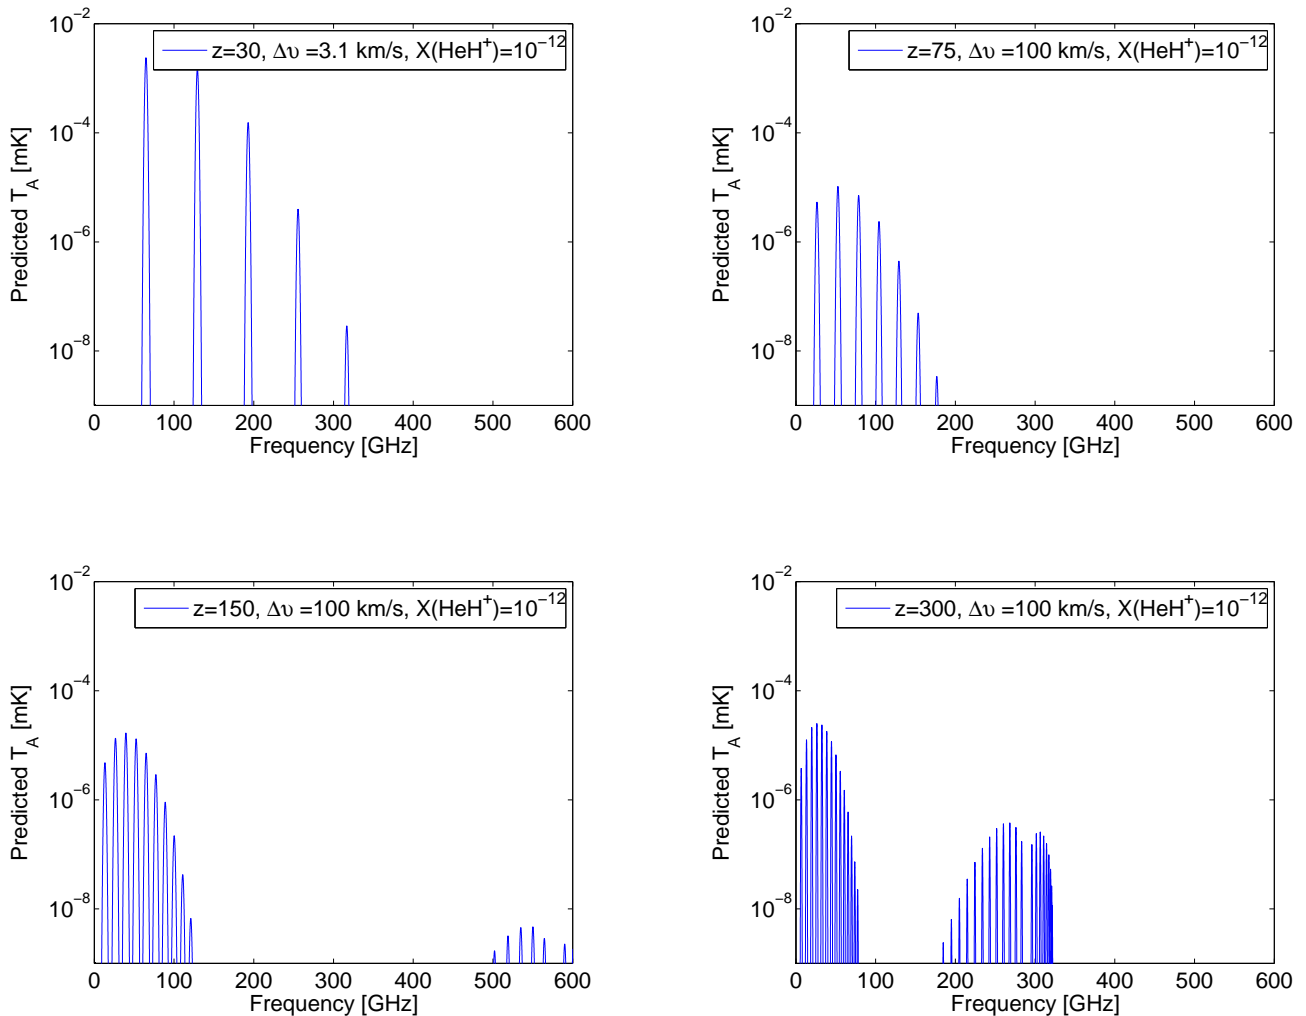 10⁻²
10⁻⁴
10⁻⁶
10⁻⁸
Predicted T_A [mK]
z=30, Δυ =3.1 km/s, X(HeH⁺)=10⁻¹²
0 100 200 300 400 500 600
Frequency [GHz]
10⁻²
10⁻⁴
10⁻⁶
10⁻⁸
Predicted T_A [mK]
z=75, Δυ =100 km/s, X(HeH⁺)=10⁻¹²
0 100 200 300 400 500 600
Frequency [GHz]
10⁻²
10⁻⁴
10⁻⁶
10⁻⁸
Predicted T_A [mK]
z=150, Δυ =100 km/s, X(HeH⁺)=10⁻¹²
0 100 200 300 400 500 600
Frequency [GHz]
10⁻²
10⁻⁴
10⁻�6
10⁻⁸
Predicted T_A [mK]
z=300, Δυ =100 km/s, X(HeH⁺)=10⁻¹²
0 100 200 300 400 500 600
Frequency [GHz]